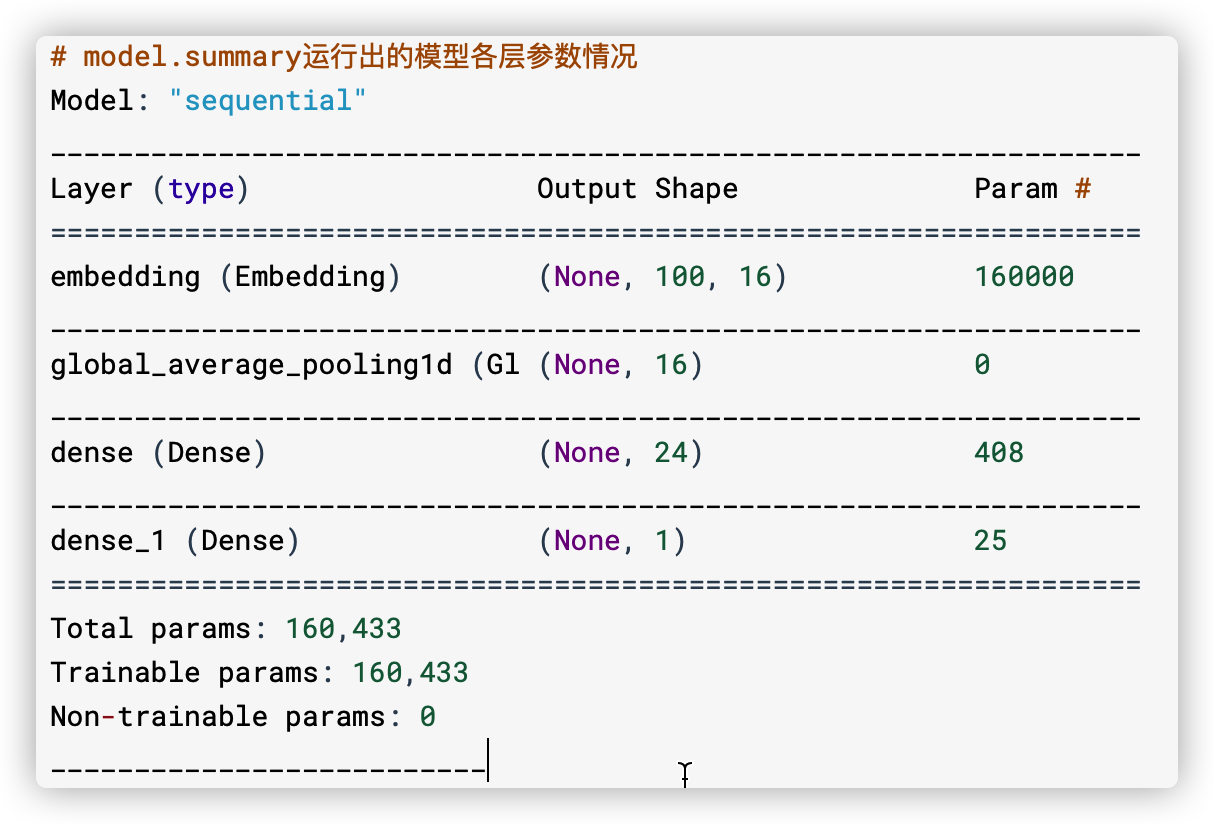 # model.summary运行出的模型各层参数情况
Model: "sequential"
_________________________________________________________________
Layer (type)                 Output Shape              Param #
=================================================================
embedding (Embedding)        (None, 100, 16)           160000
_________________________________________________________________
global_average_pooling1d (Gl (None, 16)                0
_________________________________________________________________
dense (Dense)                (None, 24)                408
_________________________________________________________________
dense_1 (Dense)              (None, 1)                 25
=================================================================
Total params: 160,433
Trainable params: 160,433
Non-trainable params: 0
__________________________